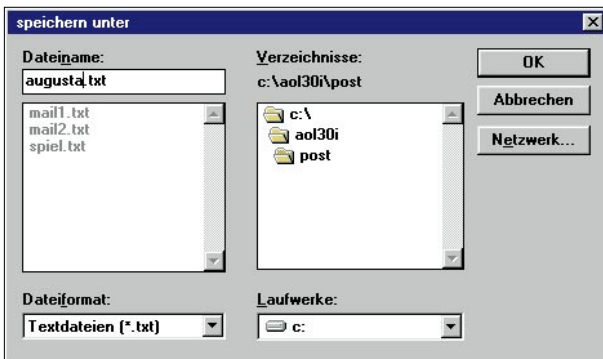 speichern unter
Dateiname:
augusta.txt
mail1.txt
mail2.txt
spiel.txt
Dateiformat:
Textdateien (*.txt)
Verzeichnisse:
c:\aol30i\post
c:\
aol30i
post
Laufwerke:
c:
OK
Abbrechen
Netzwerk...